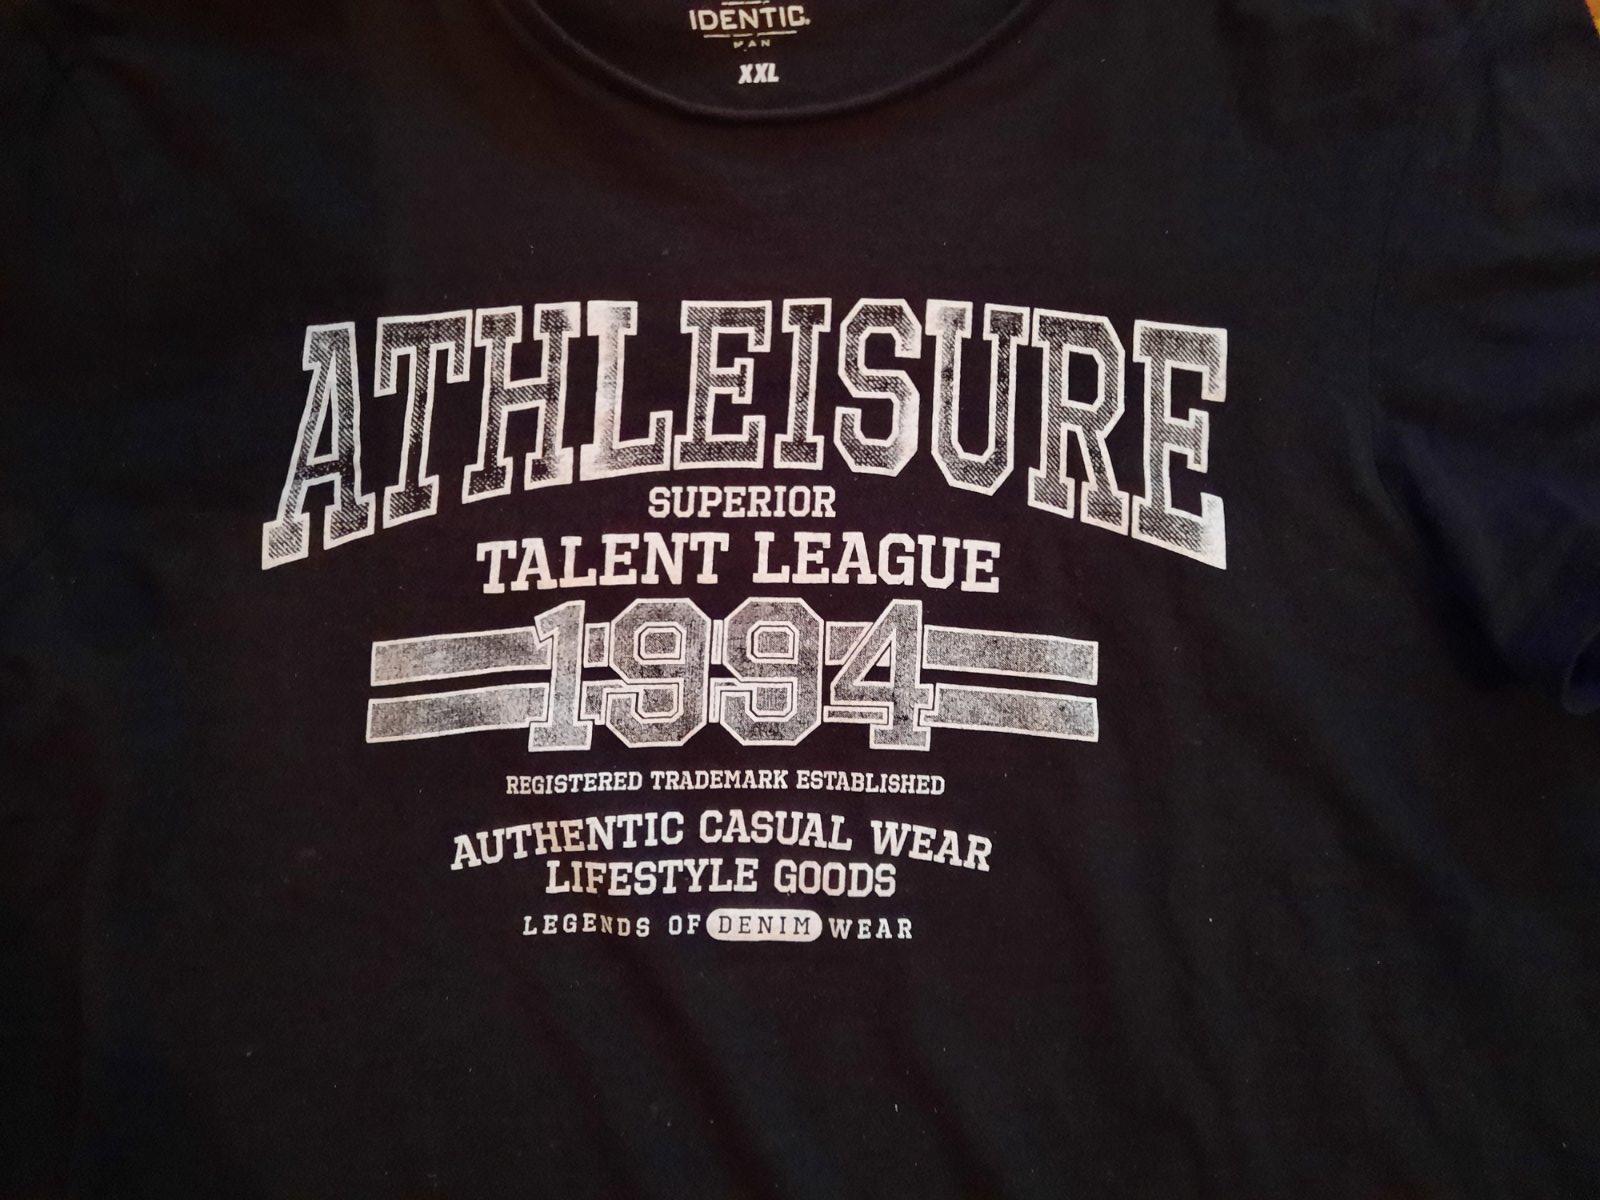 IDENTIC.
MAN
XXL
ATHLEISURE
SUPERIOR
TALENT LEAGUE
1994
REGISTERED TRADEMARK ESTABLISHED
AUTHENTIC CASUAL WEAR
LIFESTYLE GOODS
LEGENDS OF DENIM WEAR